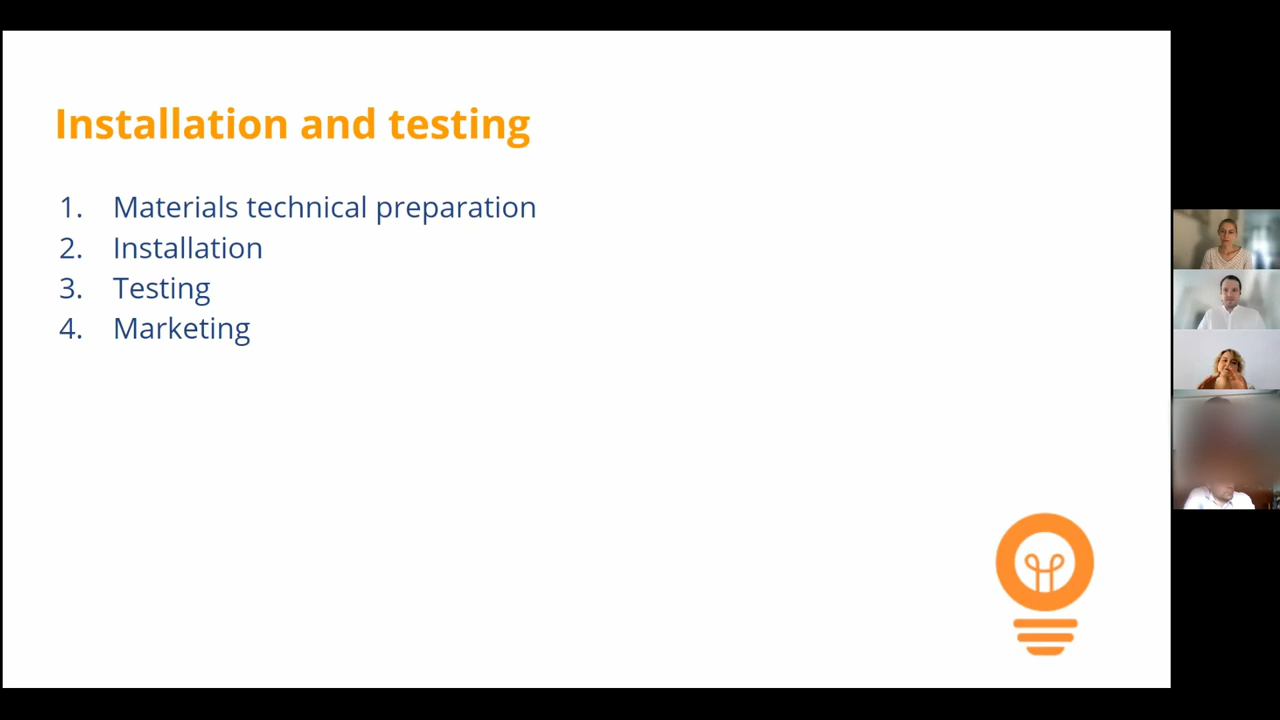 Installation and testing
1. Materials technical preparation
2. Installation
3. Testing
4. Marketing